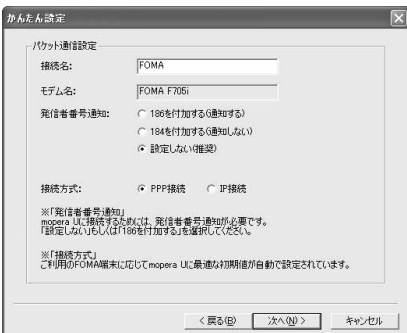 かんたん設定
パケット通信設定
接続名: FOMA
モデム名: FOMA F705i
発信者番号通知: 186を付加する(通知する)
184を付加する(通知しない)
設定しない(推奨)
接続方式: PPP接続 IP接続
※「発信者番号通知」
mopera Uに接続するためには、発信者番号通知が必要です。
「設定しない」もしくは「186を付加する」を選択してください。
※「接続方式」
ご利用のFOMA端末に応じてmopera Uに最適な初期値が自動で設定されています。
< 戻る(B) 次へ(N) > キャンセル